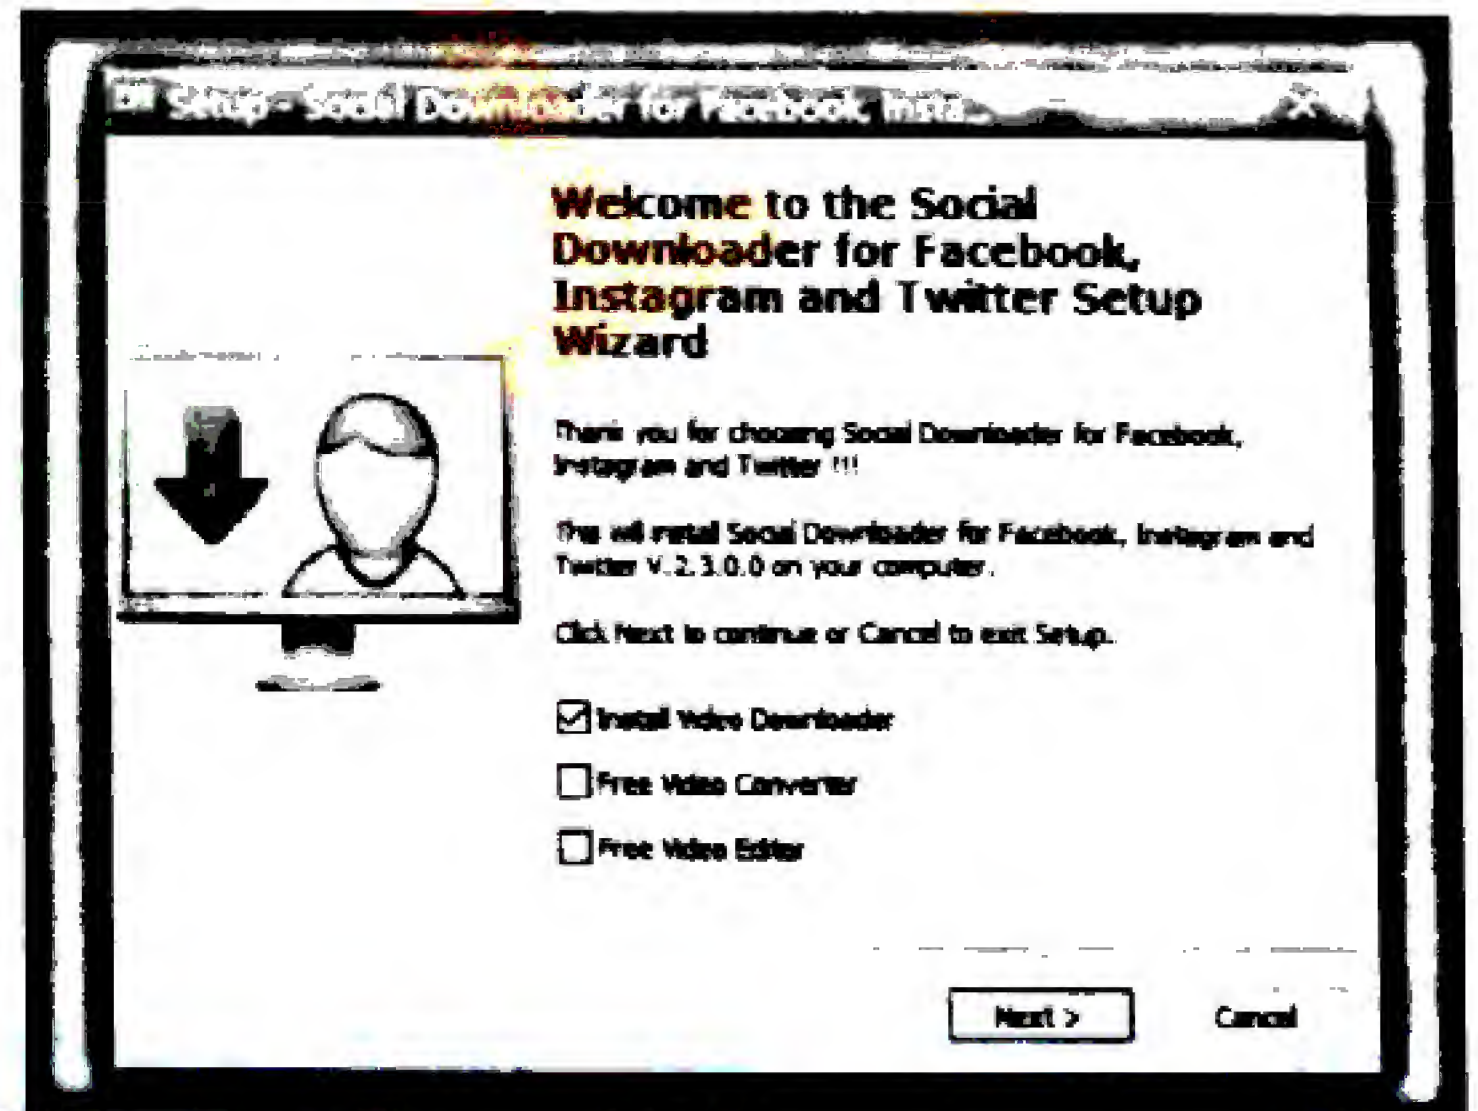 Setup - Social Downloader for Facebook, Insta...
Welcome to the Social
Downloader for Facebook,
Instagram and Twitter Setup
Wizard
Thank you for choosing Social Downloader for Facebook,
Instagram and Twitter !!!
This will install Social Downloader for Facebook, Instagram and
Twitter V.2.3.0.0 on your computer.
Click Next to continue or Cancel to exit Setup.
Install Video Downloader
Free Video Converter
Free Video Editor
Next >
Cancel